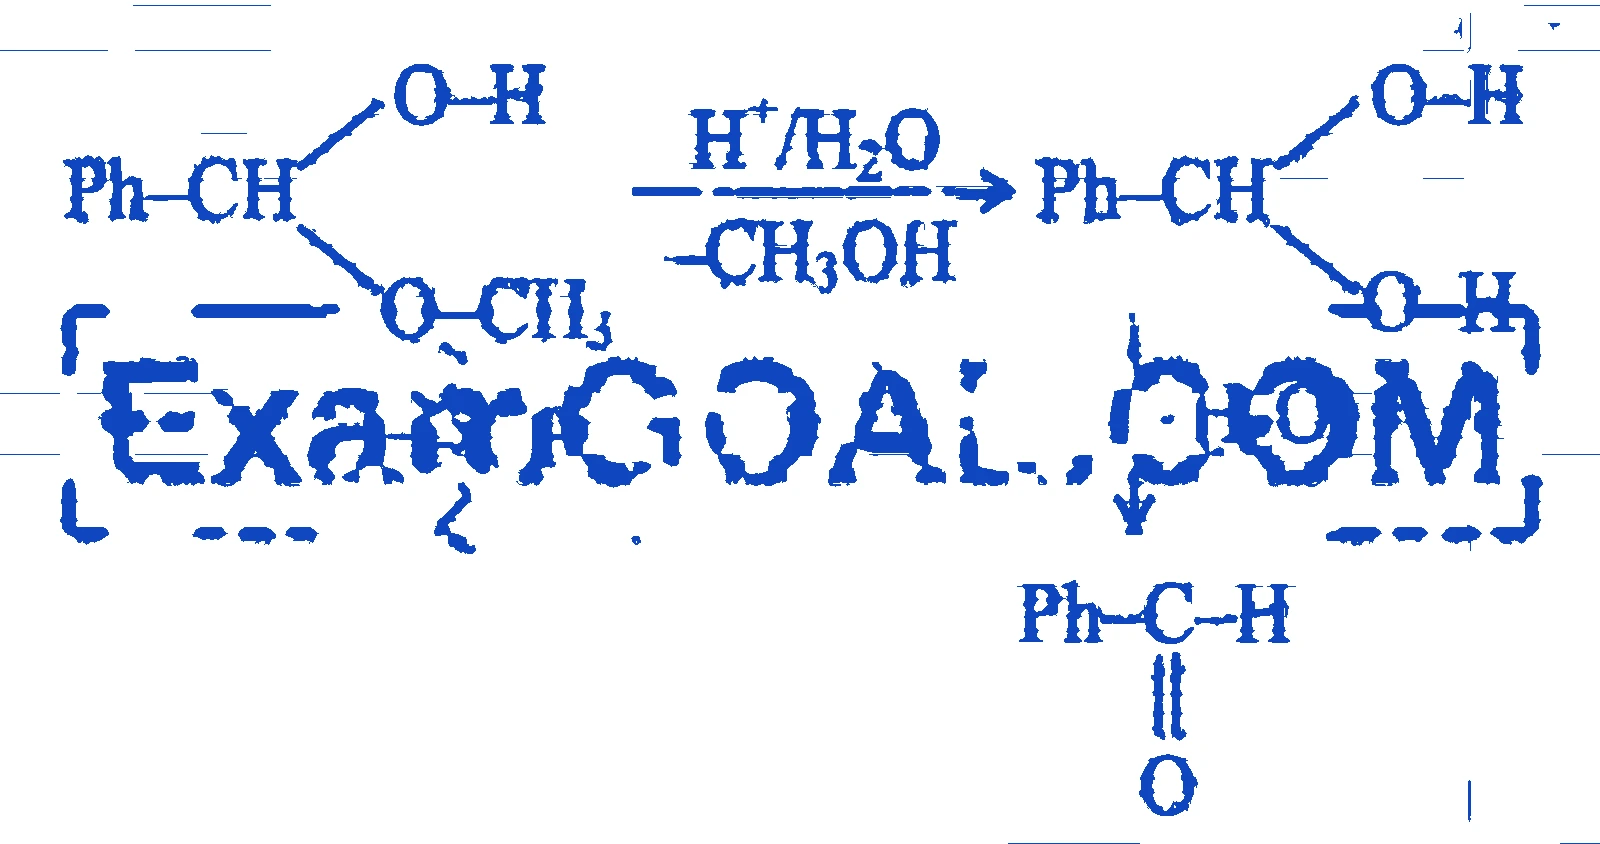 O–H O–H
H⁺/H₂O
Ph–CH Ph–CH
–CH₃OH
O–CH₃ O–H
ExamGOAL.COM
Ph–C–H
O